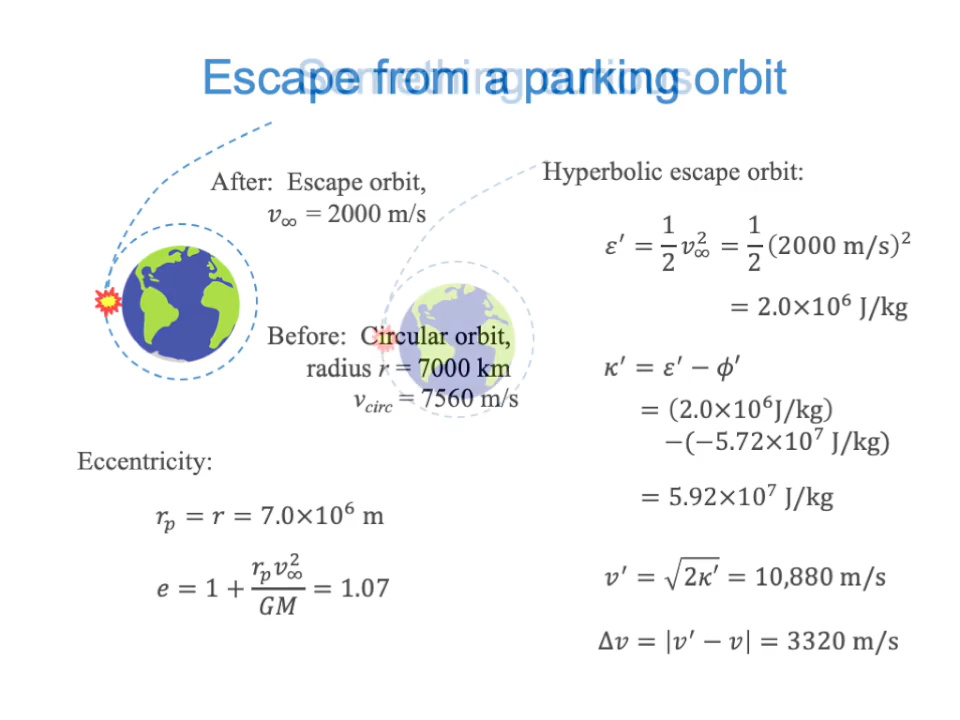 Escape from a parking orbit
Something curious
After: Escape orbit,
v∞ = 2000 m/s
Before: Circular orbit,
radius r = 7000 km
v_circ = 7560 m/s
Eccentricity:
r_p = r = 7.0×10⁶ m
e = 1 + r_p v∞² / GM = 1.07
Hyperbolic escape orbit:
ε′ = 1/2 v∞² = 1/2 (2000 m/s)²
= 2.0×10⁶ J/kg
κ′ = ε′ − ϕ′
= (2.0×10⁶J/kg)
−(−5.72×10⁷ J/kg)
= 5.92×10⁷ J/kg
v′ = √2κ′ = 10,880 m/s
Δv = |v′ − v| = 3320 m/s